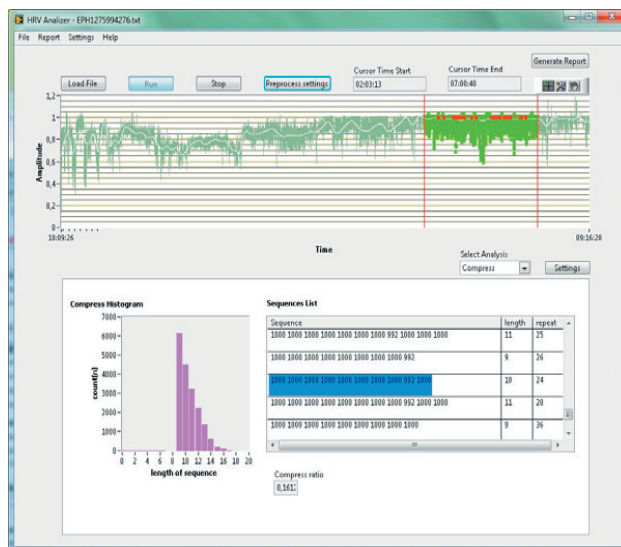 HRV Analizer - EPH1275994276.txt
File Report Settings Help
Generate Report
Cursor Time Start Cursor Time End
Load File Run Stop Preprocess settings 02:03:13 07:00:48
1,2
1
0,8
0,6
0,4
0,2
0
Amplitude
10:09:26 09:16:28
Time
Select Analysis
Compress Settings
Compress Histogram
7000
6000
5000
4000
3000
2000
1000
0
count(n)
0 2 4 6 8 10 12 14 16 18 20
length of sequence
Sequences List
Sequence length repeat
1000 1000 1000 1000 1000 1000 1000 992 1000 1000 1000 11 25
1000 1000 1000 1000 1000 1000 1000 1000 992 9 26
1000 1000 1000 1000 1000 1000 1000 1000 992 1000 10 24
1000 1000 1000 1000 1000 1000 1000 1000 992 1000 1000 11 20
1000 1000 1000 1000 1000 1000 1000 1000 1000 9 36
Compress ratio
0,161